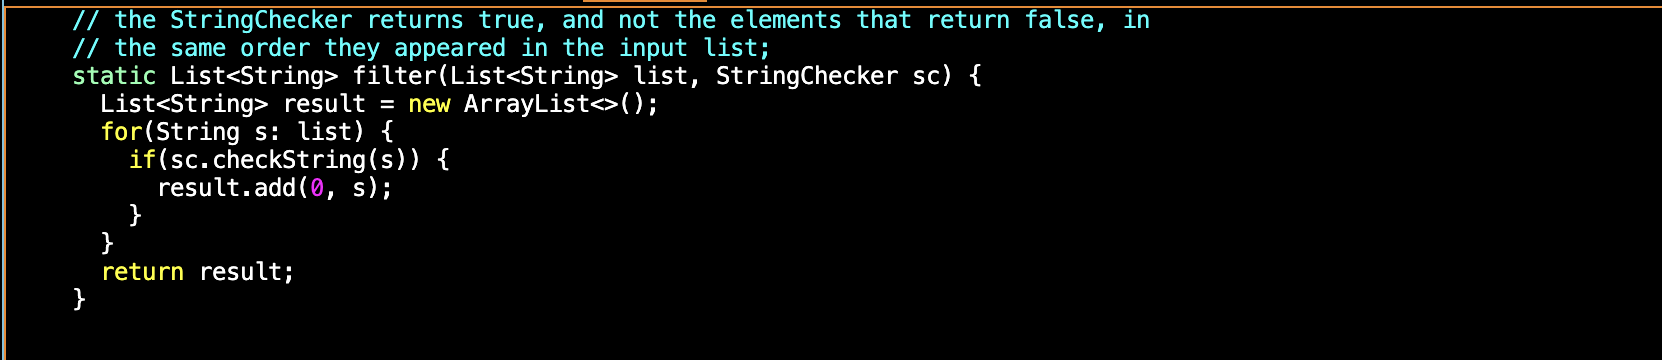 // the StringChecker returns true, and not the elements that return false, in
// the same order they appeared in the input list;
static List<String> filter(List<String> list, StringChecker sc) {
  List<String> result = new ArrayList<>();
  for(String s: list) {
    if(sc.checkString(s)) {
      result.add(0, s);
    }
  }
  return result;
}